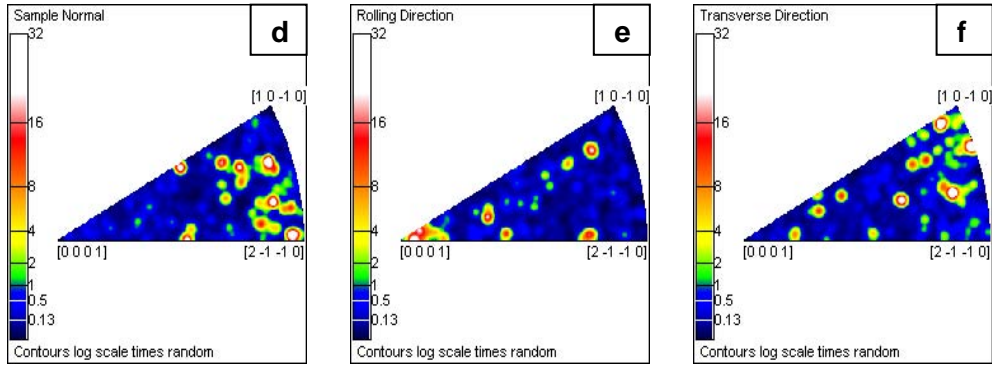 Sample Normal
d
32
16
8
4
2
1
0.5
0.13
[1 0 -1 0]
[0 0 0 1]
[2 -1 -1 0]
Contours log scale times random
Rolling Direction
e
32
16
8
4
2
1
0.5
0.13
[1 0 -1 0]
[0 0 0 1]
[2 -1 -1 0]
Contours log scale times random
Transverse Direction
f
32
16
8
4
2
1
0.5
0.13
[1 0 -1 0]
[0 0 0 1]
[2 -1 -1 0]
Contours log scale times random